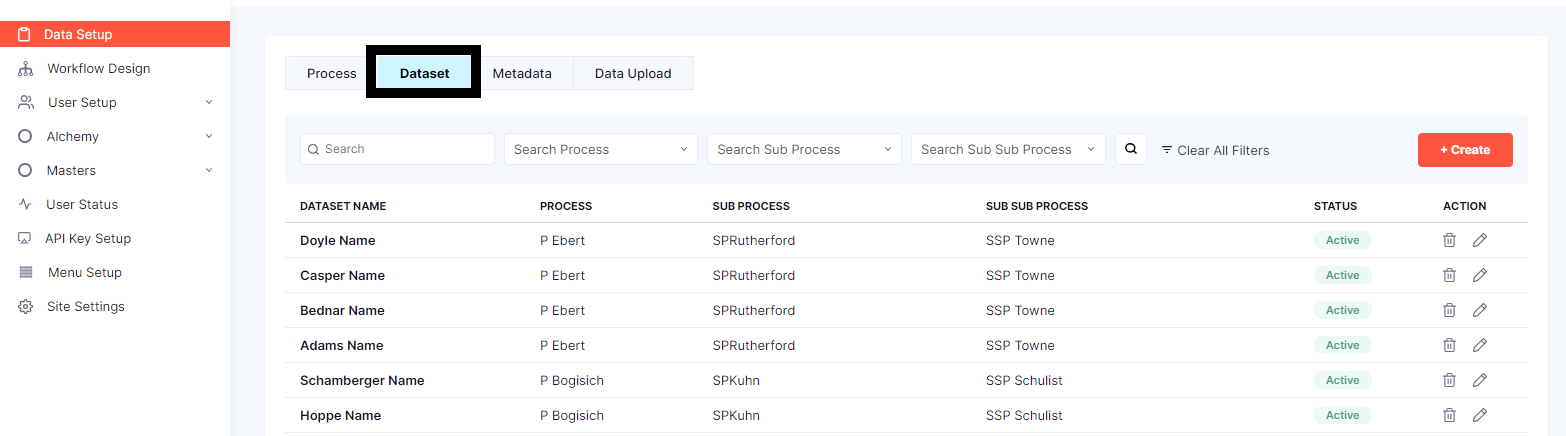 Data Setup
Workflow Design
User Setup
Alchemy
Masters
User Status
API Key Setup
Menu Setup
Site Settings
Process Dataset Metadata Data Upload
Search Search Process Search Sub Process Search Sub Sub Process Clear All Filters + Create
DATASET NAME PROCESS SUB PROCESS SUB SUB PROCESS STATUS ACTION
Doyle Name P Ebert SPRutherford SSP Towne Active
Casper Name P Ebert SPRutherford SSP Towne Active
Bednar Name P Ebert SPRutherford SSP Towne Active
Adams Name P Ebert SPRutherford SSP Towne Active
Schamberger Name P Bogisich SPKuhn SSP Schulist Active
Hoppe Name P Bogisich SPKuhn SSP Schulist Active